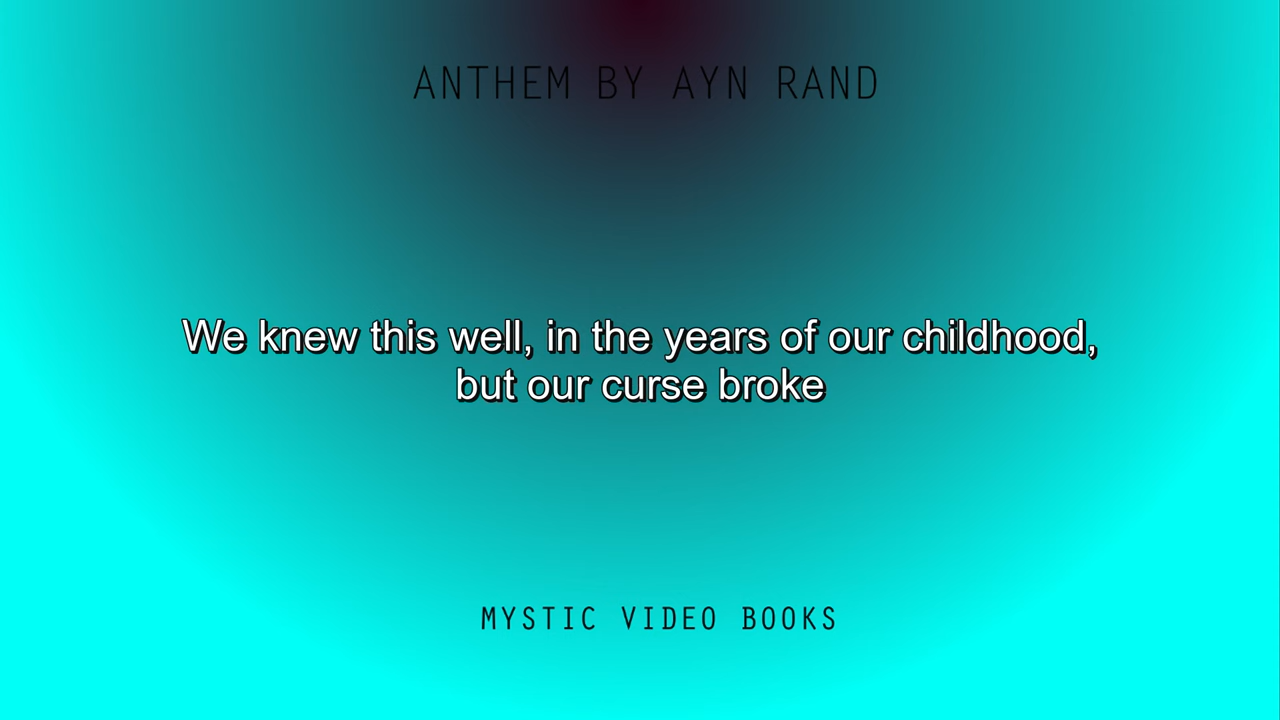 ANTHEM BY AYN RAND
We knew this well, in the years of our childhood,
but our curse broke
MYSTIC VIDEO BOOKS